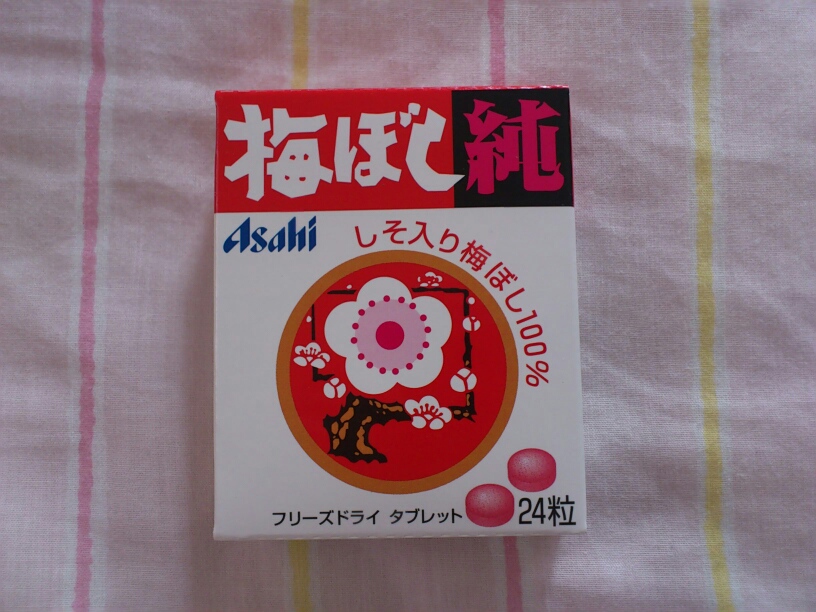 梅ぼし純
Asahi
しそ入り梅ぼし100%
フリーズドライ タブレット
24粒